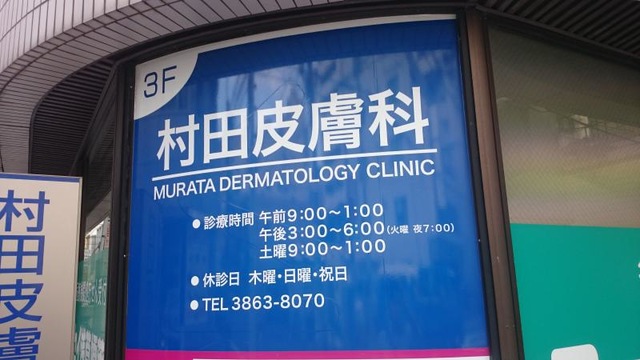 3F
村田皮膚科
MURATA DERMATOLOGY CLINIC
●診療時間 午前9:00〜1:00
午後3:00〜6:00(火曜 夜7:00)
土曜9:00〜1:00
●休診日 木曜・日曜・祝日
●TEL 3863-8070
村田皮膚